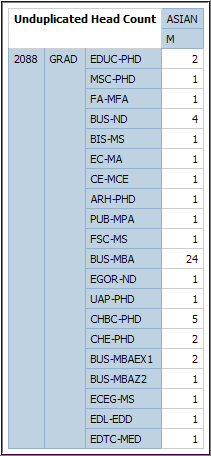 Unduplicated Head Count ASIAN
M
2088 GRAD EDUC-PHD 2
MSC-PHD 1
FA-MFA 1
BUS-ND 4
BIS-MS 1
EC-MA 1
CE-MCE 1
ARH-PHD 1
PUB-MPA 1
FSC-MS 1
BUS-MBA 24
EGOR-ND 1
UAP-PHD 1
CHBC-PHD 5
CHE-PHD 2
BUS-MBAEX1 2
BUS-MBAZ2 1
ECEG-MS 1
EDL-EDD 1
EDTC-MED 1